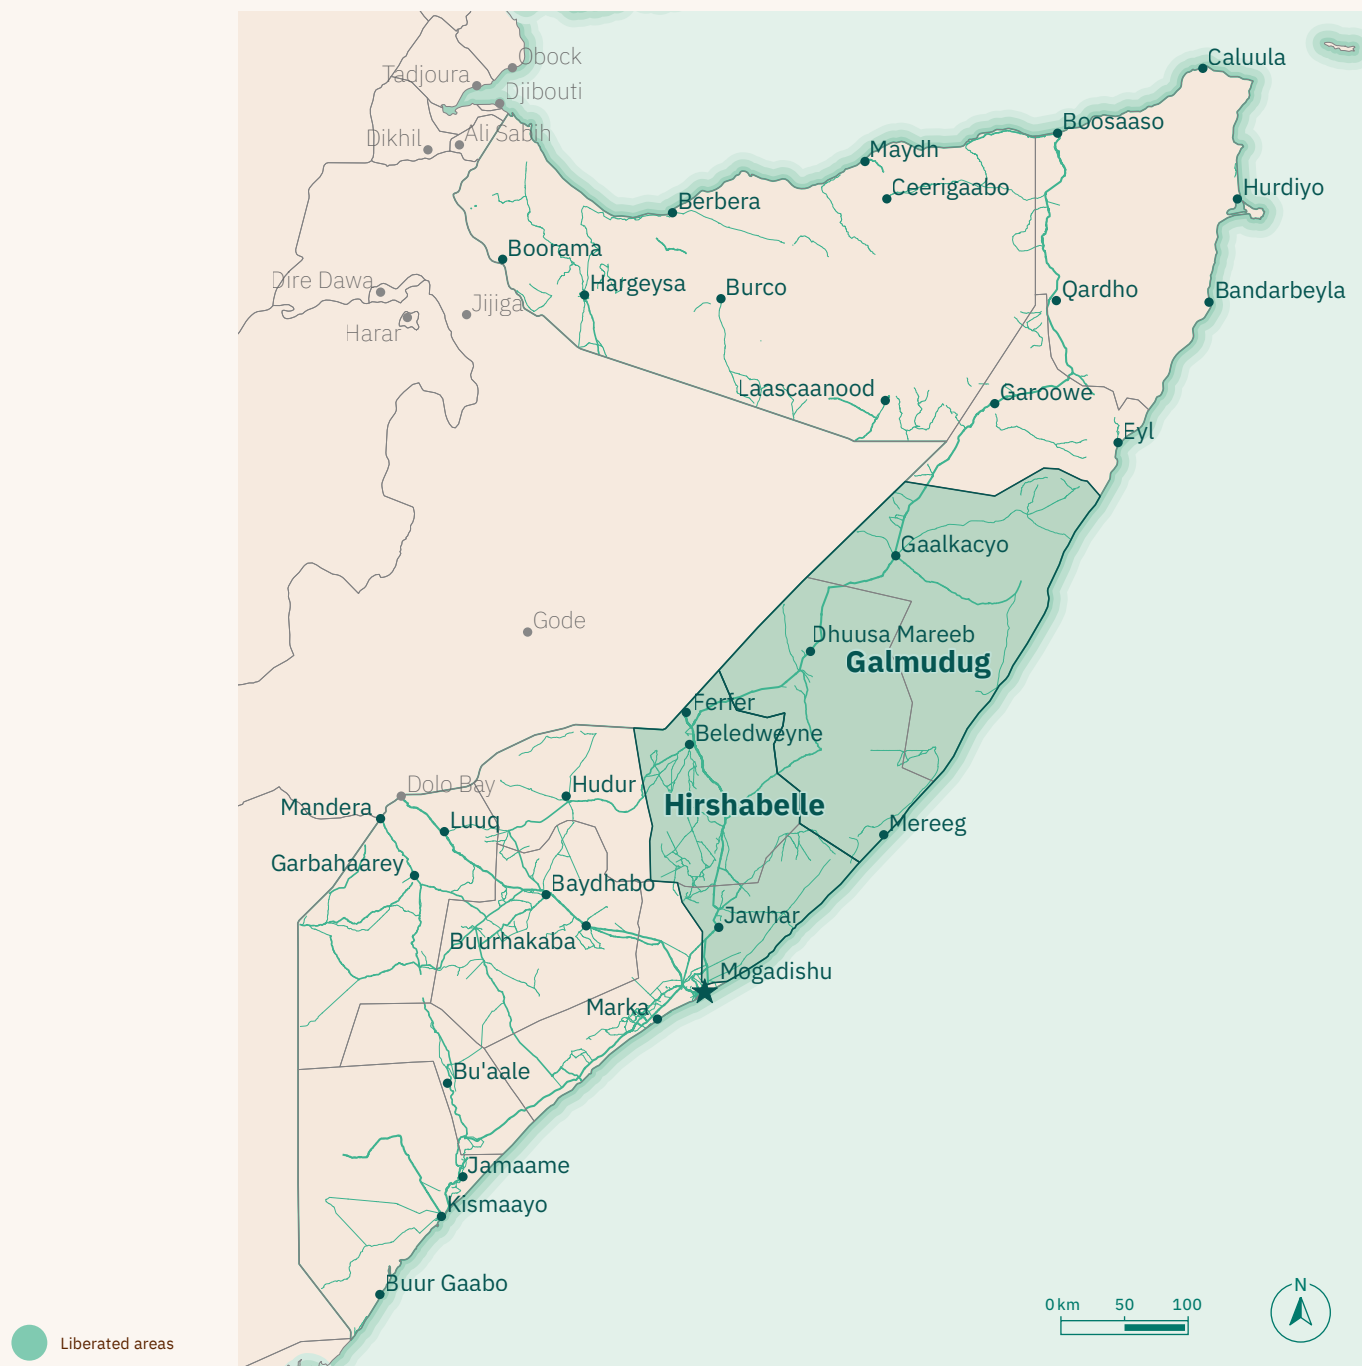 Obock
Caluula
Tadjoura
Djibouti
Boosaaso
Dikhil
Ali Sabih
Maydh
Ceerigaabo
Hurdiyo
Berbera
Boorama
Dire Dawa
Hargeysa
Burco
Qardho
Bandarbeyla
Jijiga
Harar
Laascaanood
Garoowe
Eyl
Gaalkacyo
Gode
Dhuusa Mareeb
Galmudug
Ferfer
Beledweyne
Dolo Bay
Hudur
Mandera
Hirshabelle
Luuq
Mereeg
Garbahaarey
Baydhabo
Jawhar
Buurhakaba
Mogadishu
Marka
Bu'aale
Jamaame
Kismaayo
Buur Gaabo
N
0 km 50 100
Liberated areas